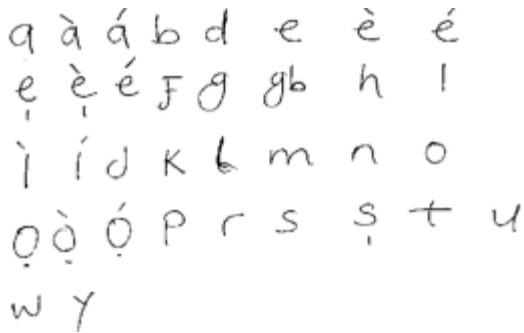 a à á b d e è é
ẹ ẹ̀ é f g gb h l
ì í j k l m n o
ọ ọ̀ ọ́ p r s ṣ t u
w y